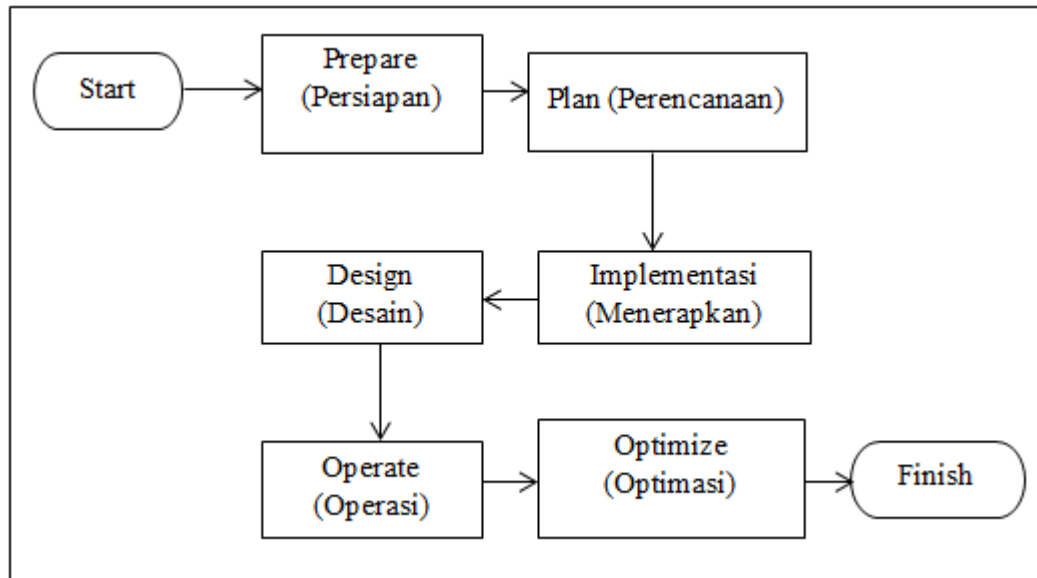 Start
Prepare
(Persiapan)
Plan (Perencanaan)
Implementasi
(Menerapkan)
Design
(Desain)
Operate
(Operasi)
Optimize
(Optimasi)
Finish